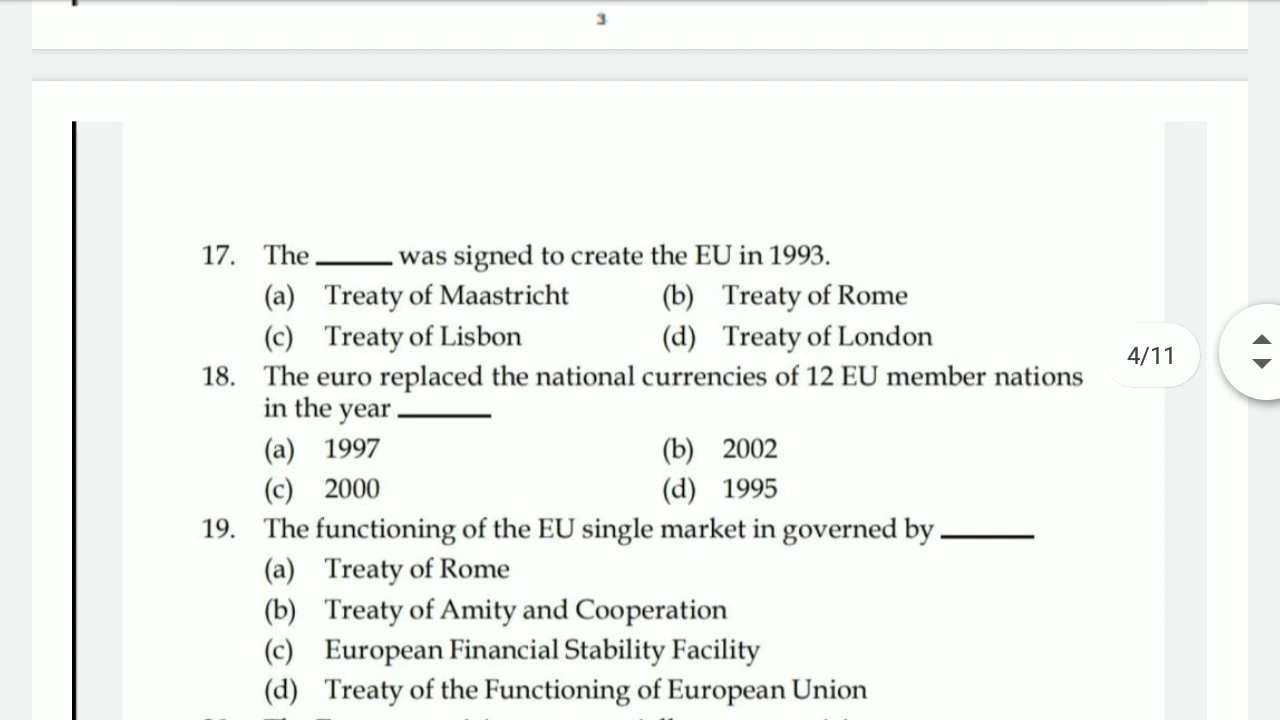 3
17. The _____ was signed to create the EU in 1993.
(a) Treaty of Maastricht (b) Treaty of Rome
(c) Treaty of Lisbon (d) Treaty of London
4/11
18. The euro replaced the national currencies of 12 EU member nations
in the year _____
(a) 1997 (b) 2002
(c) 2000 (d) 1995
19. The functioning of the EU single market in governed by _____
(a) Treaty of Rome
(b) Treaty of Amity and Cooperation
(c) European Financial Stability Facility
(d) Treaty of the Functioning of European Union